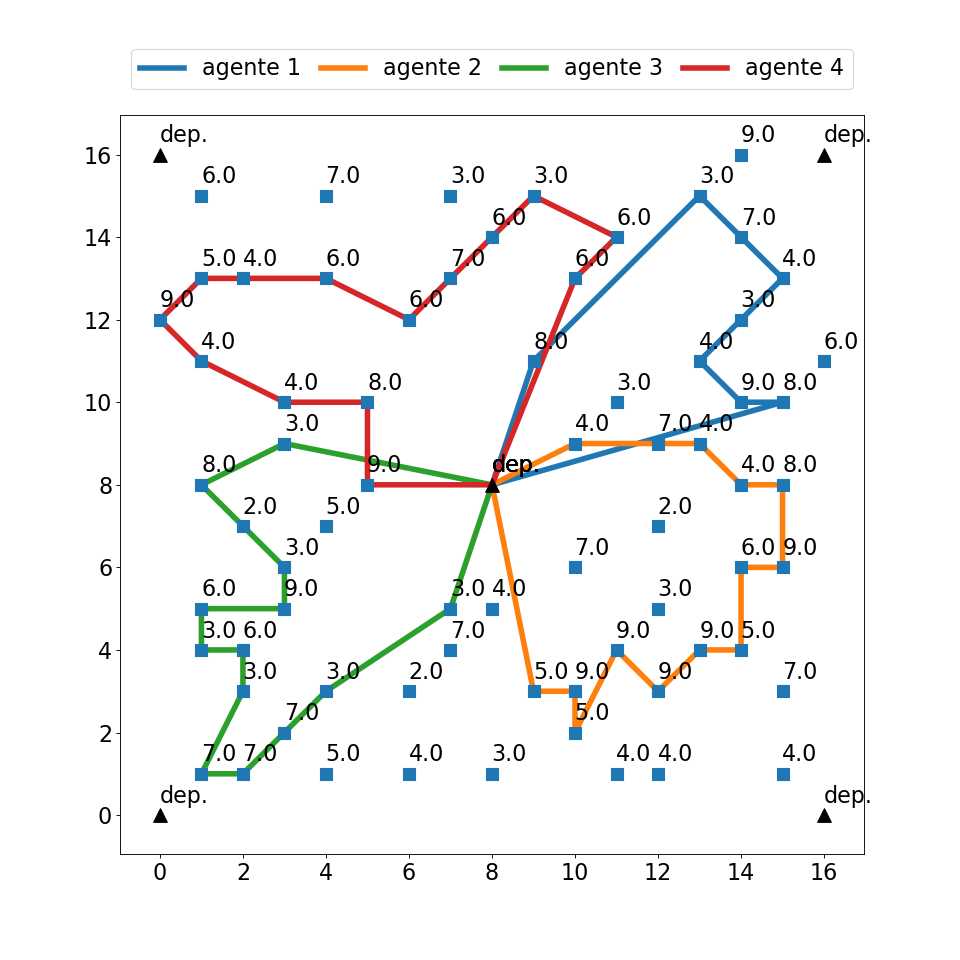 agente 1 agente 2 agente 3 agente 4
dep. 9.0 dep.
16
6.0 7.0 3.0 3.0 3.0
14 6.0 6.0 7.0
5.0 4.0 6.0 7.0 6.0 4.0
12 9.0 6.0 3.0
4.0 8.0 4.0 6.0
10 4.0 8.0 3.0 9.0 8.0
3.0 4.0 7.0 4.0
8 8.0 9.0 dep. 4.0 8.0
2.0 5.0 2.0
6 3.0 7.0 6.0 9.0
6.0 9.0 3.0 4.0 3.0
4 3.0 6.0 7.0 9.0 9.0 5.0
3.0 3.0 2.0 5.0 9.0 9.0 7.0
2 7.0 5.0
7.0 7.0 5.0 4.0 3.0 4.0 4.0 4.0
0 dep. dep.
0 2 4 6 8 10 12 14 16